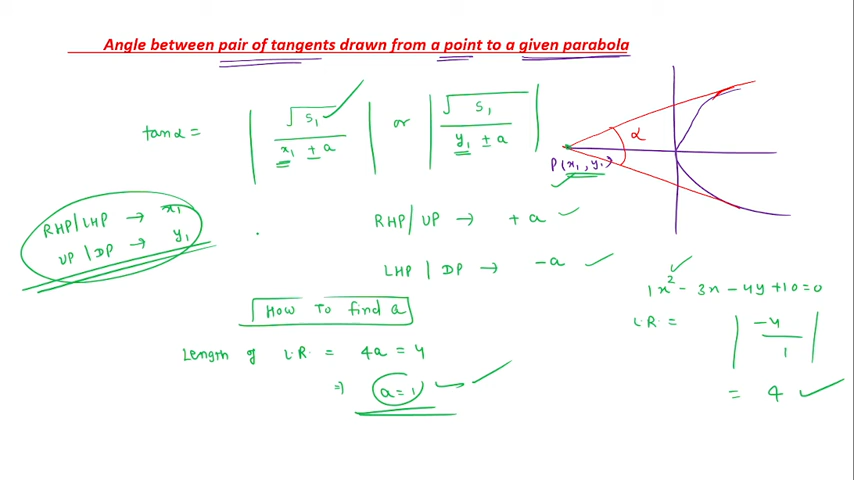 Angle between pair of tangents drawn from a point to a given parabola
tanα = | √S₁ / x₁ ± a | or | √S₁ / y₁ ± a |
α
P(x₁, y₁)
RHP/LHP → x₁
UP/DP → y₁
RHP/UP → +a
LHP/DP → -a
How to find a
Length of L.R. = 4a = 4
⇒ a = 1
1x² - 3x - 4y + 10 = 0
L.R. = | -4 / 1 |
= 4